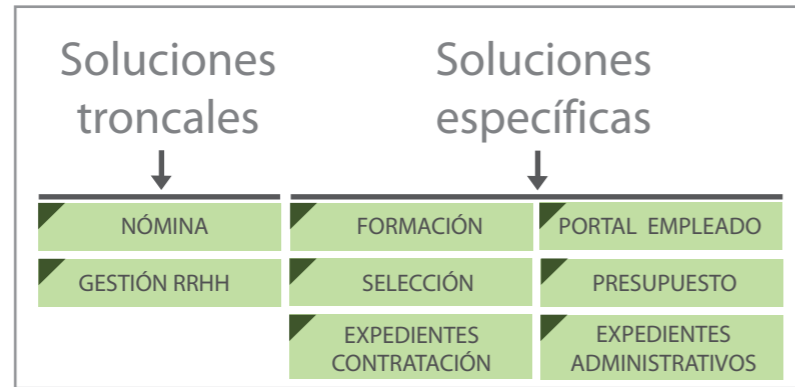 Soluciones
troncales
Soluciones
específicas
NÓMINA
GESTIÓN RRHH
FORMACIÓN
PORTAL EMPLEADO
SELECCIÓN
PRESUPUESTO
EXPEDIENTES
CONTRATACIÓN
EXPEDIENTES
ADMINISTRATIVOS